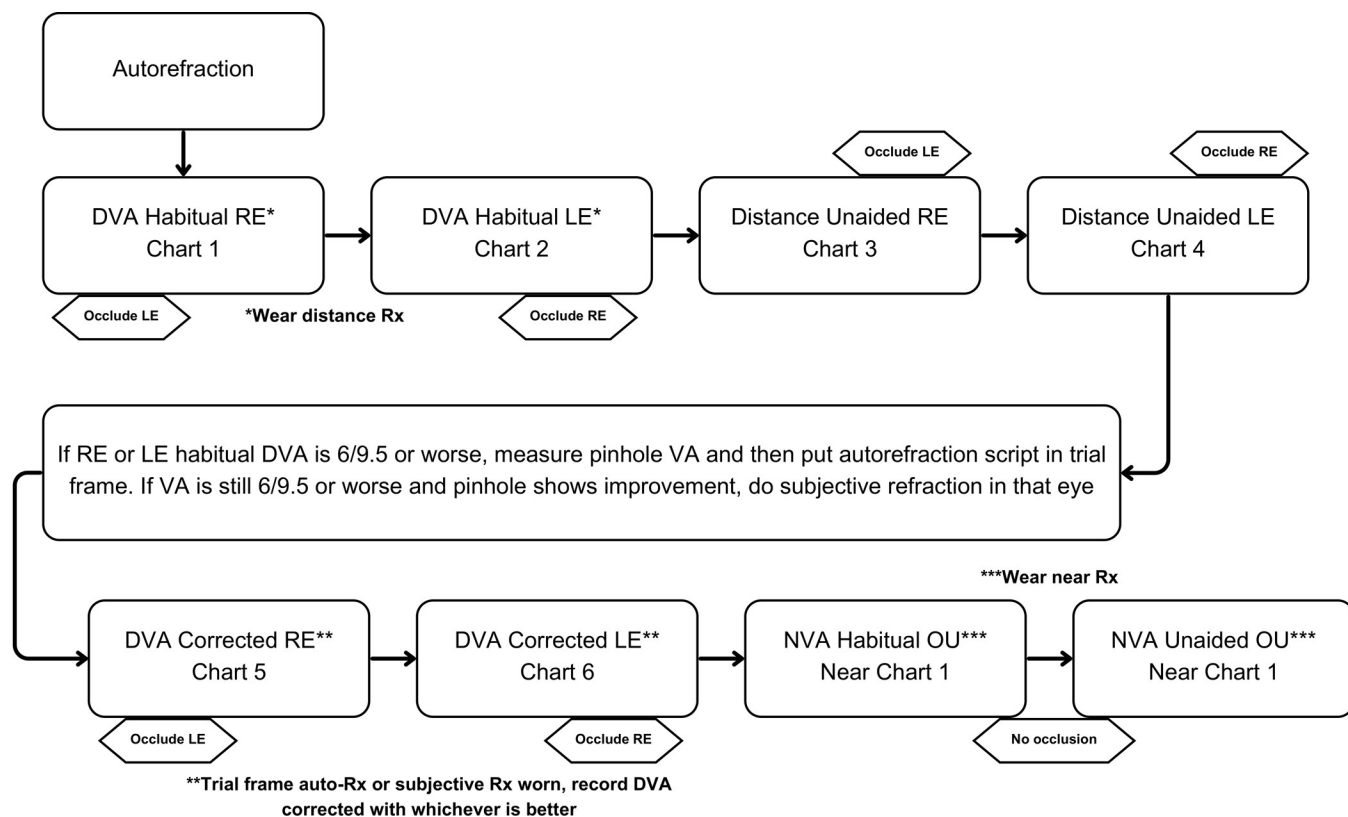 Autorefraction
Occlude LE
Occlude RE
DVA Habitual RE*
Chart 1
DVA Habitual LE*
Chart 2
Distance Unaided RE
Chart 3
Distance Unaided LE
Chart 4
Occlude LE
*Wear distance Rx
Occlude RE
If RE or LE habitual DVA is 6/9.5 or worse, measure pinhole VA and then put autorefraction script in trial
frame. If VA is still 6/9.5 or worse and pinhole shows improvement, do subjective refraction in that eye
***Wear near Rx
DVA Corrected RE**
Chart 5
DVA Corrected LE**
Chart 6
NVA Habitual OU***
Near Chart 1
NVA Unaided OU***
Near Chart 1
Occlude LE
Occlude RE
No occlusion
**Trial frame auto-Rx or subjective Rx worn, record DVA
corrected with whichever is better